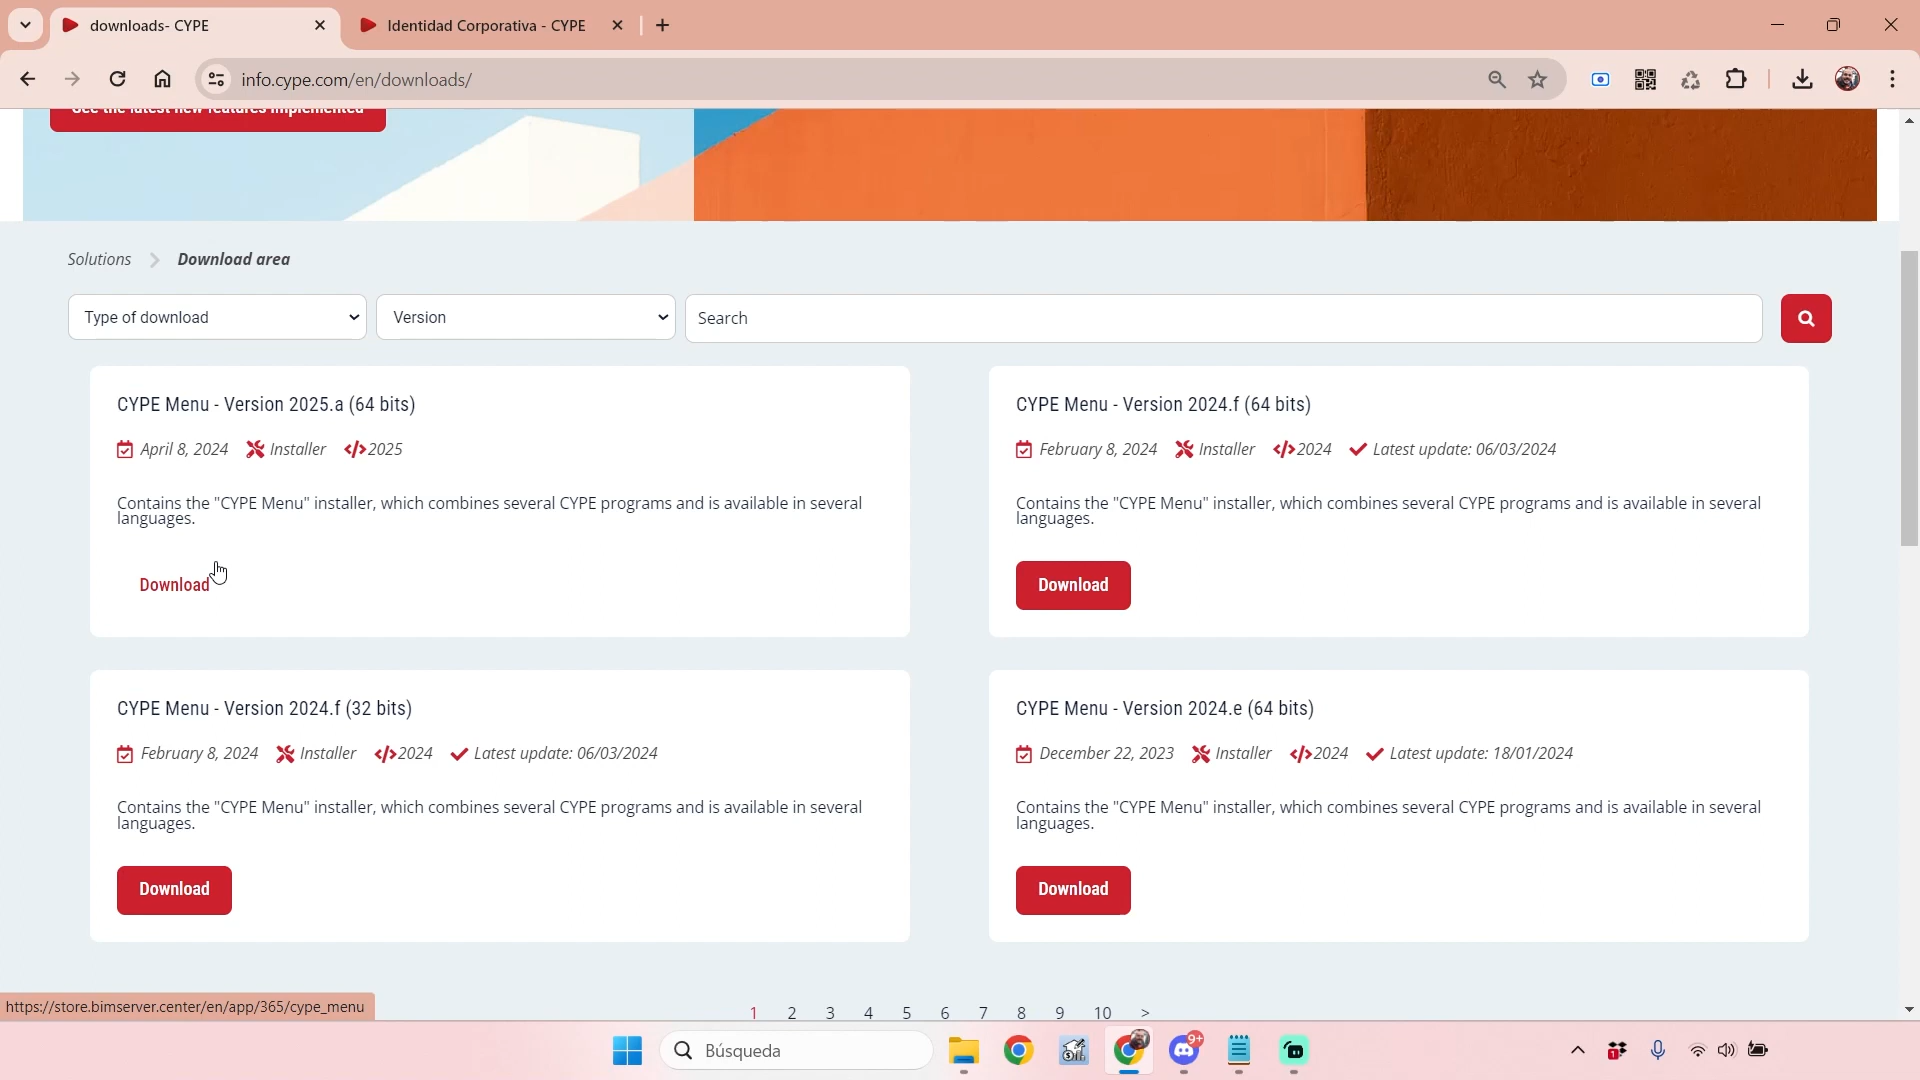 downloads- CYPE
Identidad Corporativa - CYPE
info.cype.com/en/downloads/
See the latest new features implemented
Solutions
Download area
Type of download
Version
Search
CYPE Menu - Version 2025.a (64 bits)
April 8, 2024 Installer 2025
Contains the "CYPE Menu" installer, which combines several CYPE programs and is available in several
languages.
Download
CYPE Menu - Version 2024.f (64 bits)
February 8, 2024 Installer 2024 Latest update: 06/03/2024
Contains the "CYPE Menu" installer, which combines several CYPE programs and is available in several
languages.
Download
CYPE Menu - Version 2024.f (32 bits)
February 8, 2024 Installer 2024 Latest update: 06/03/2024
Contains the "CYPE Menu" installer, which combines several CYPE programs and is available in several
languages.
Download
CYPE Menu - Version 2024.e (64 bits)
December 22, 2023 Installer 2024 Latest update: 18/01/2024
Contains the "CYPE Menu" installer, which combines several CYPE programs and is available in several
languages.
Download
https://store.bimserver.center/en/app/365/cype_menu
1 2 3 4 5 6 7 8 9 10 >
Búsqueda
9+
1